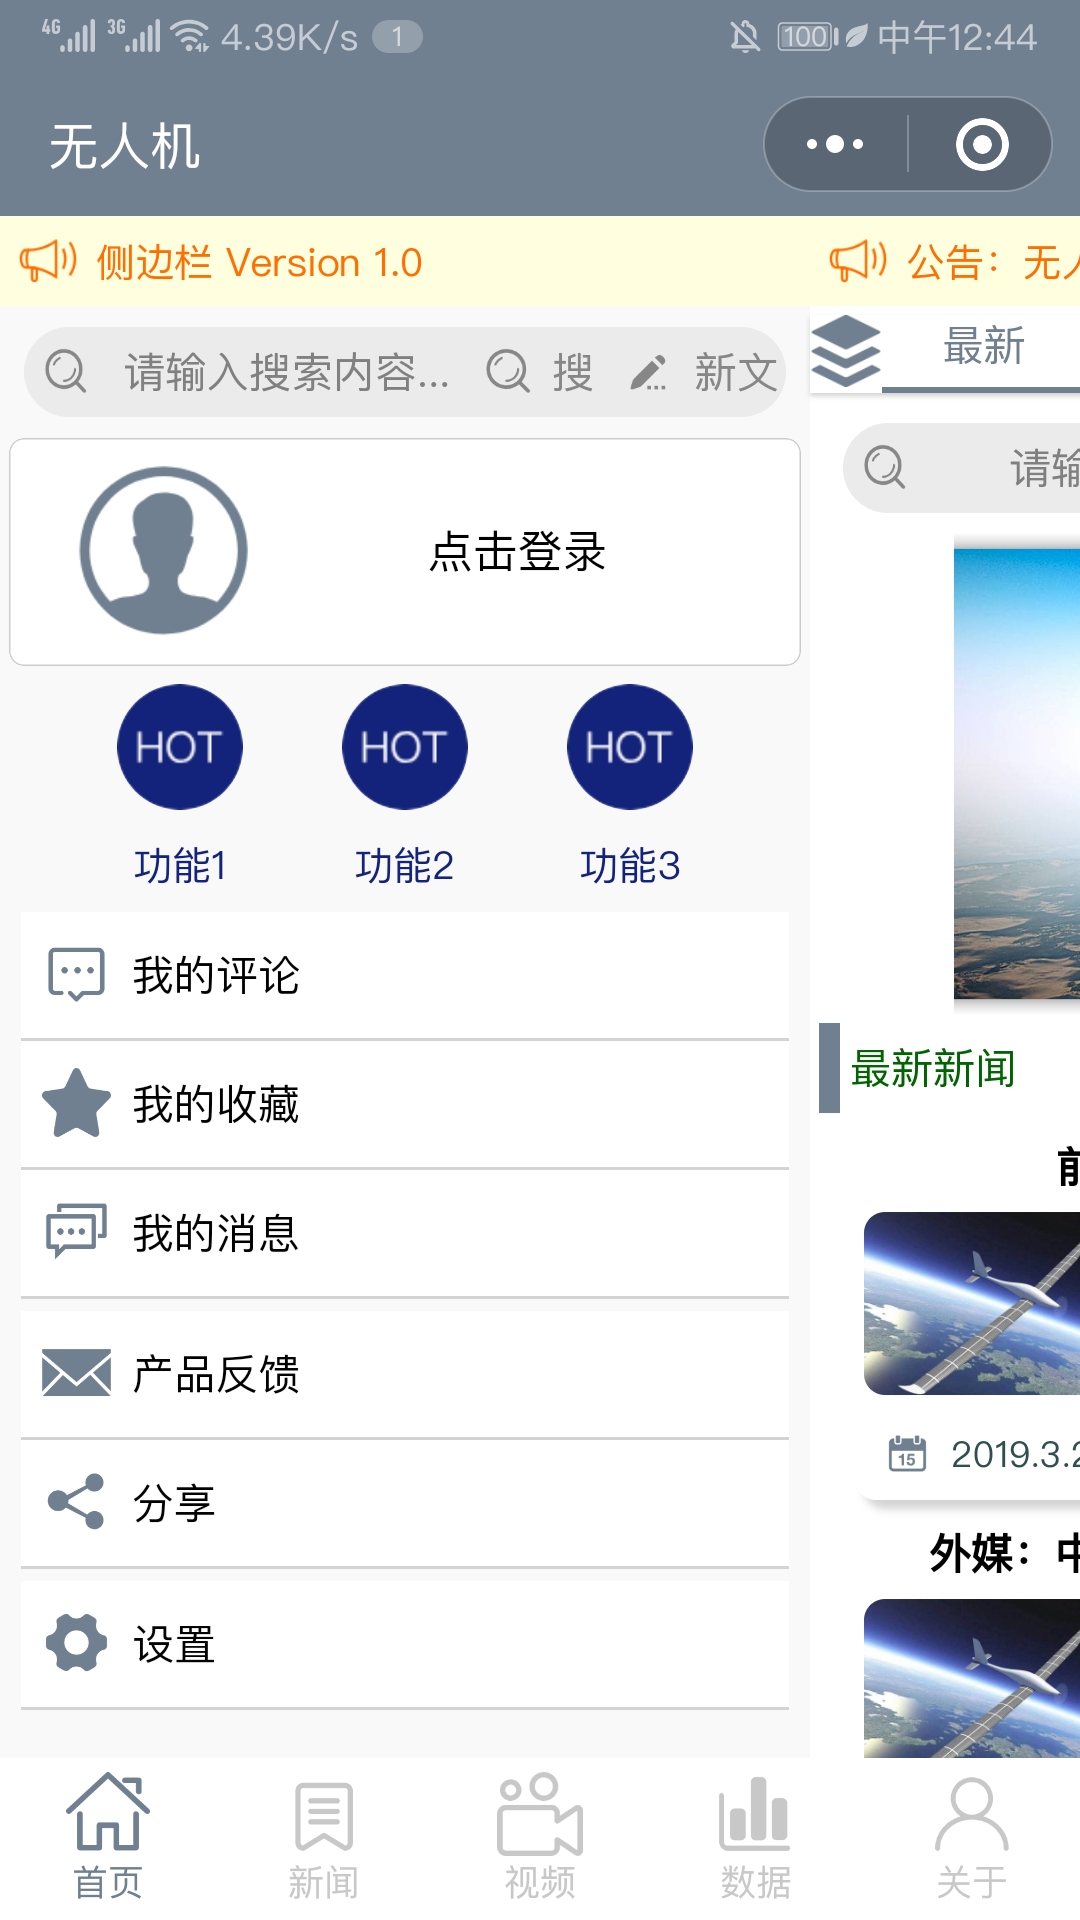 4G 3G 4.39K/s 1 100 中午12:44
无人机
侧边栏 Version 1.0
公告：无
请输入搜索内容... 搜 新文
最新
请输
点击登录
HOT HOT HOT
功能1 功能2 功能3
我的评论
我的收藏
我的消息
产品反馈
分享
设置
最新新闻
前
15 2019.3.2
外媒：中
首页 新闻 视频 数据 关于